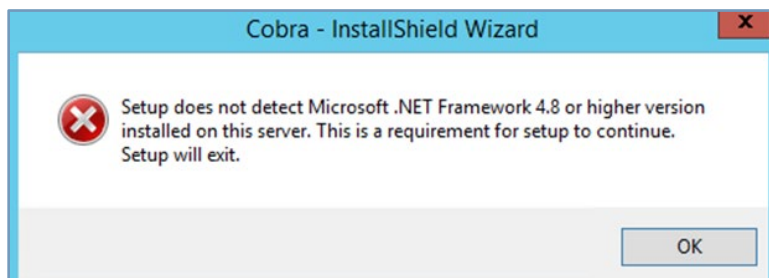 Cobra - InstallShield Wizard
x
Setup does not detect Microsoft .NET Framework 4.8 or higher version
installed on this server. This is a requirement for setup to continue.
Setup will exit.
OK